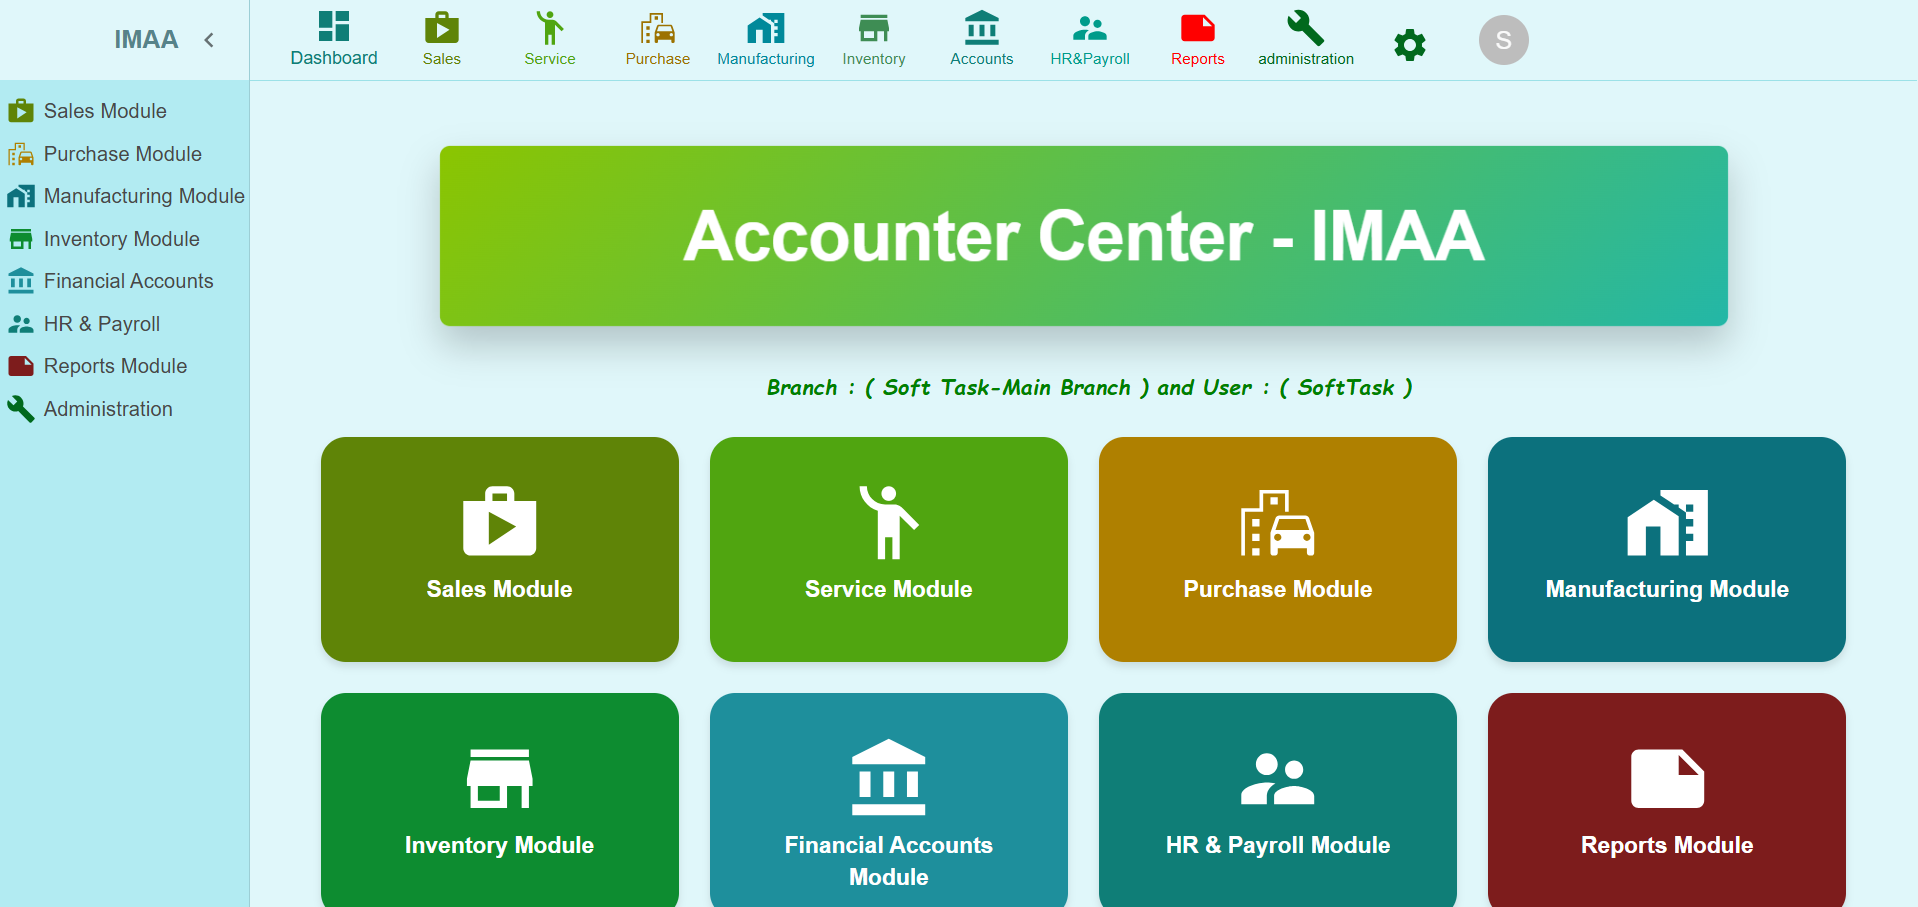 IMAA
Dashboard
Sales
Service
Purchase
Manufacturing
Inventory
Accounts
HR&Payroll
Reports
administration
S
Sales Module
Purchase Module
Manufacturing Module
Inventory Module
Financial Accounts
HR & Payroll
Reports Module
Administration
Accounter Center - IMAA
Branch : ( Soft Task-Main Branch ) and User : ( SoftTask )
Sales Module
Service Module
Purchase Module
Manufacturing Module
Inventory Module
Financial Accounts
Module
HR & Payroll Module
Reports Module